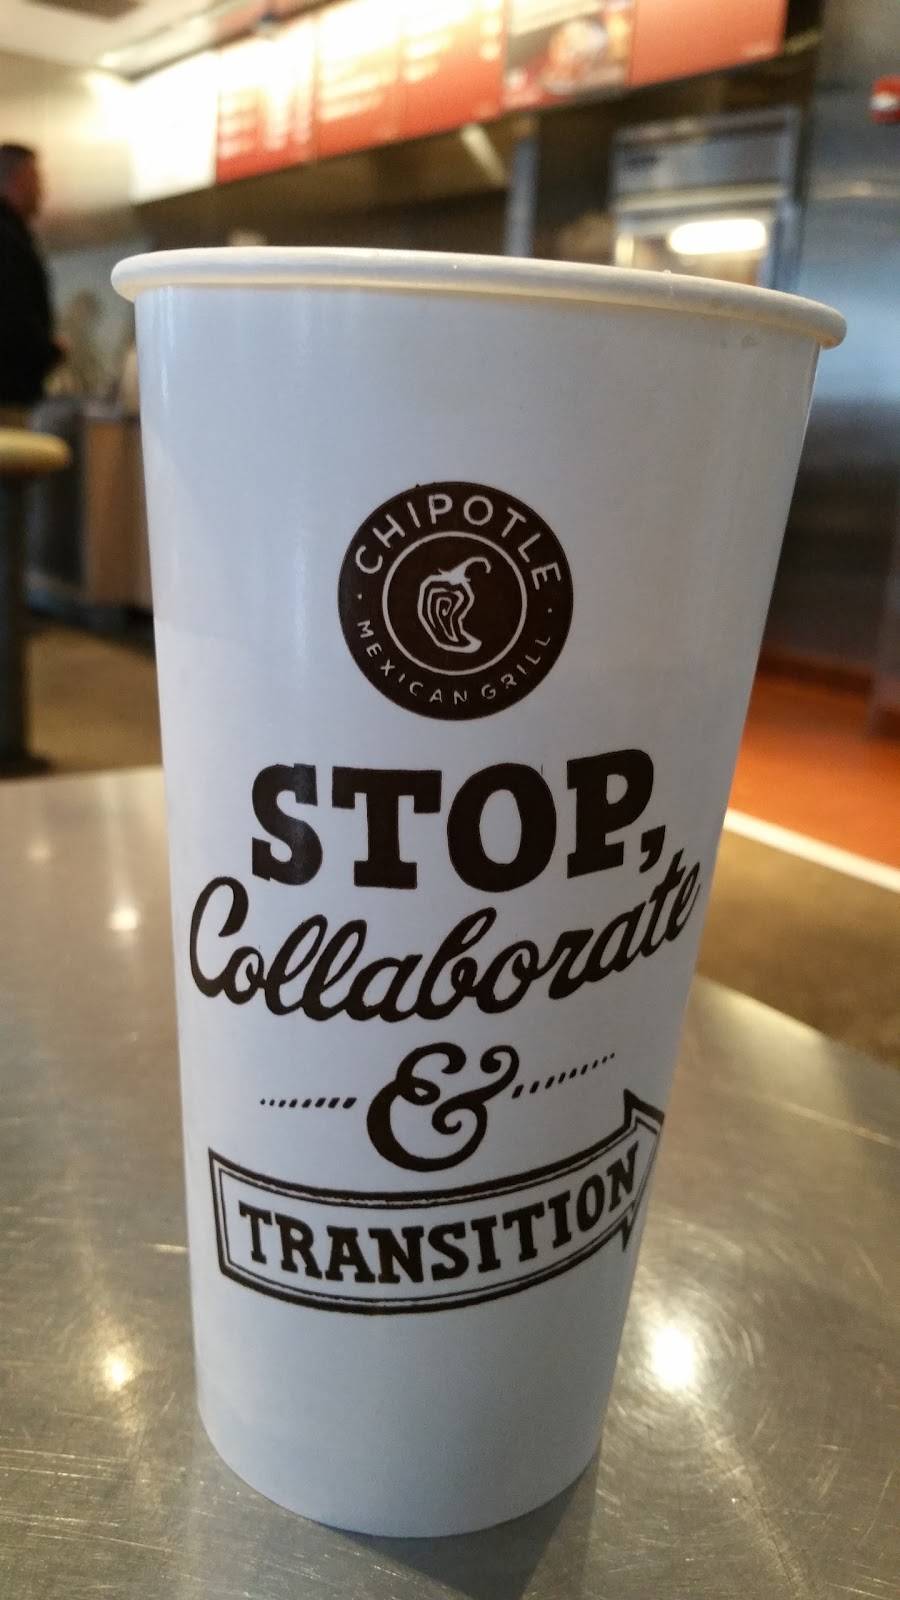 CHIPOTLE
MEXICAN GRILL
STOP,
Collaborate
&
TRANSITION